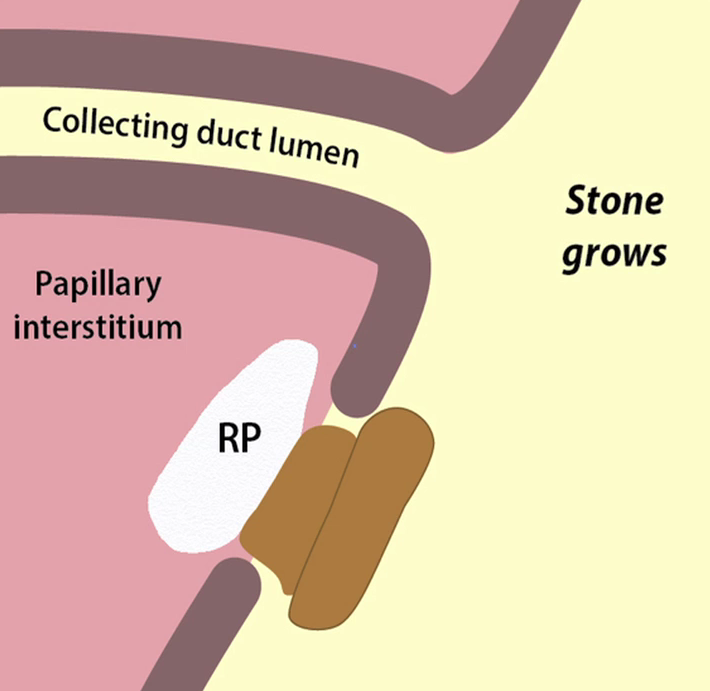 Collecting duct lumen
Stone
grows
Papillary
interstitium
RP